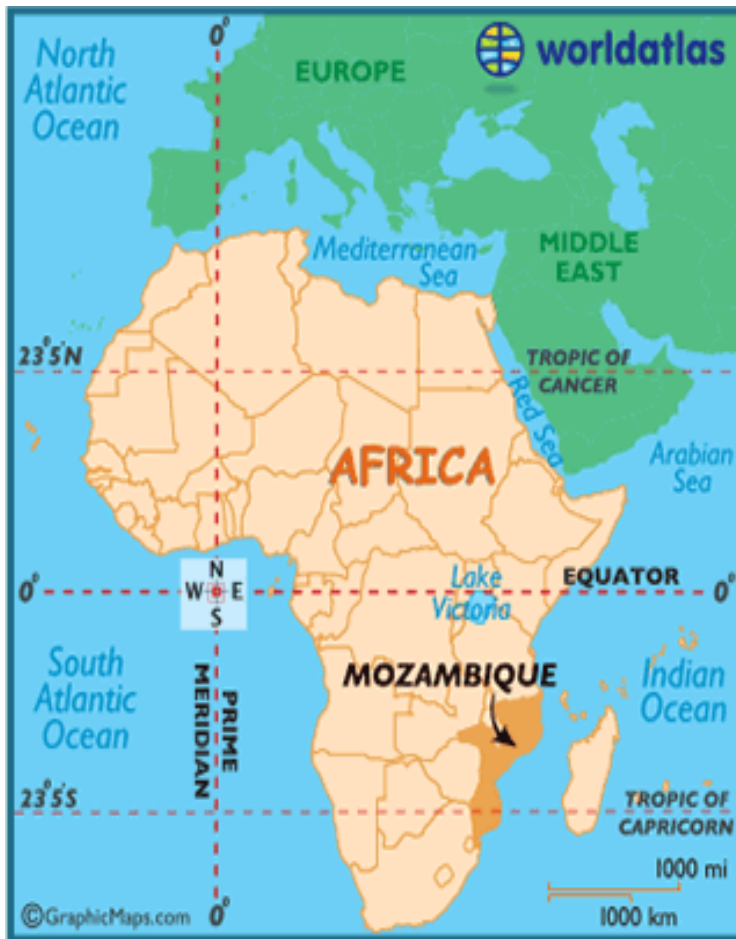 0°
North
Atlantic
Ocean
EUROPE
worldatlas
Mediterranean
Sea
MIDDLE
EAST
23°5'N
TROPIC OF
CANCER
Red Sea
AFRICA
Arabian
Sea
0°
N
W E
S
Lake
Victoria
EQUATOR
0°
South
Atlantic
Ocean
PRIME
MERIDIAN
MOZAMBIQUE
Indian
Ocean
23°5'S
TROPIC OF
CAPRICORN
1000 mi
1000 km
©GraphicMaps.com
0°